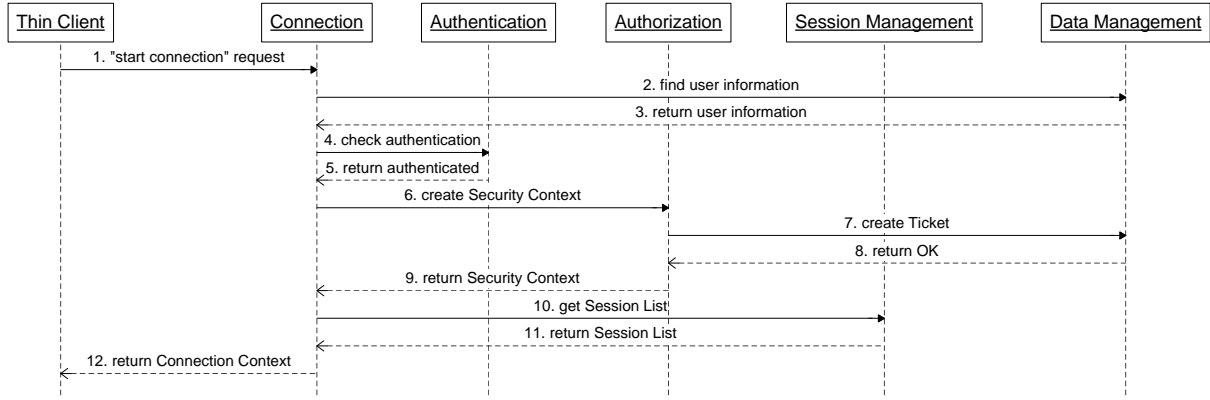 Thin Client
Connection
Authentication
Authorization
Session Management
Data Management
1. "start connection" request
2. find user information
3. return user information
4. check authentication
5. return authenticated
6. create Security Context
7. create Ticket
8. return OK
9. return Security Context
10. get Session List
11. return Session List
12. return Connection Context